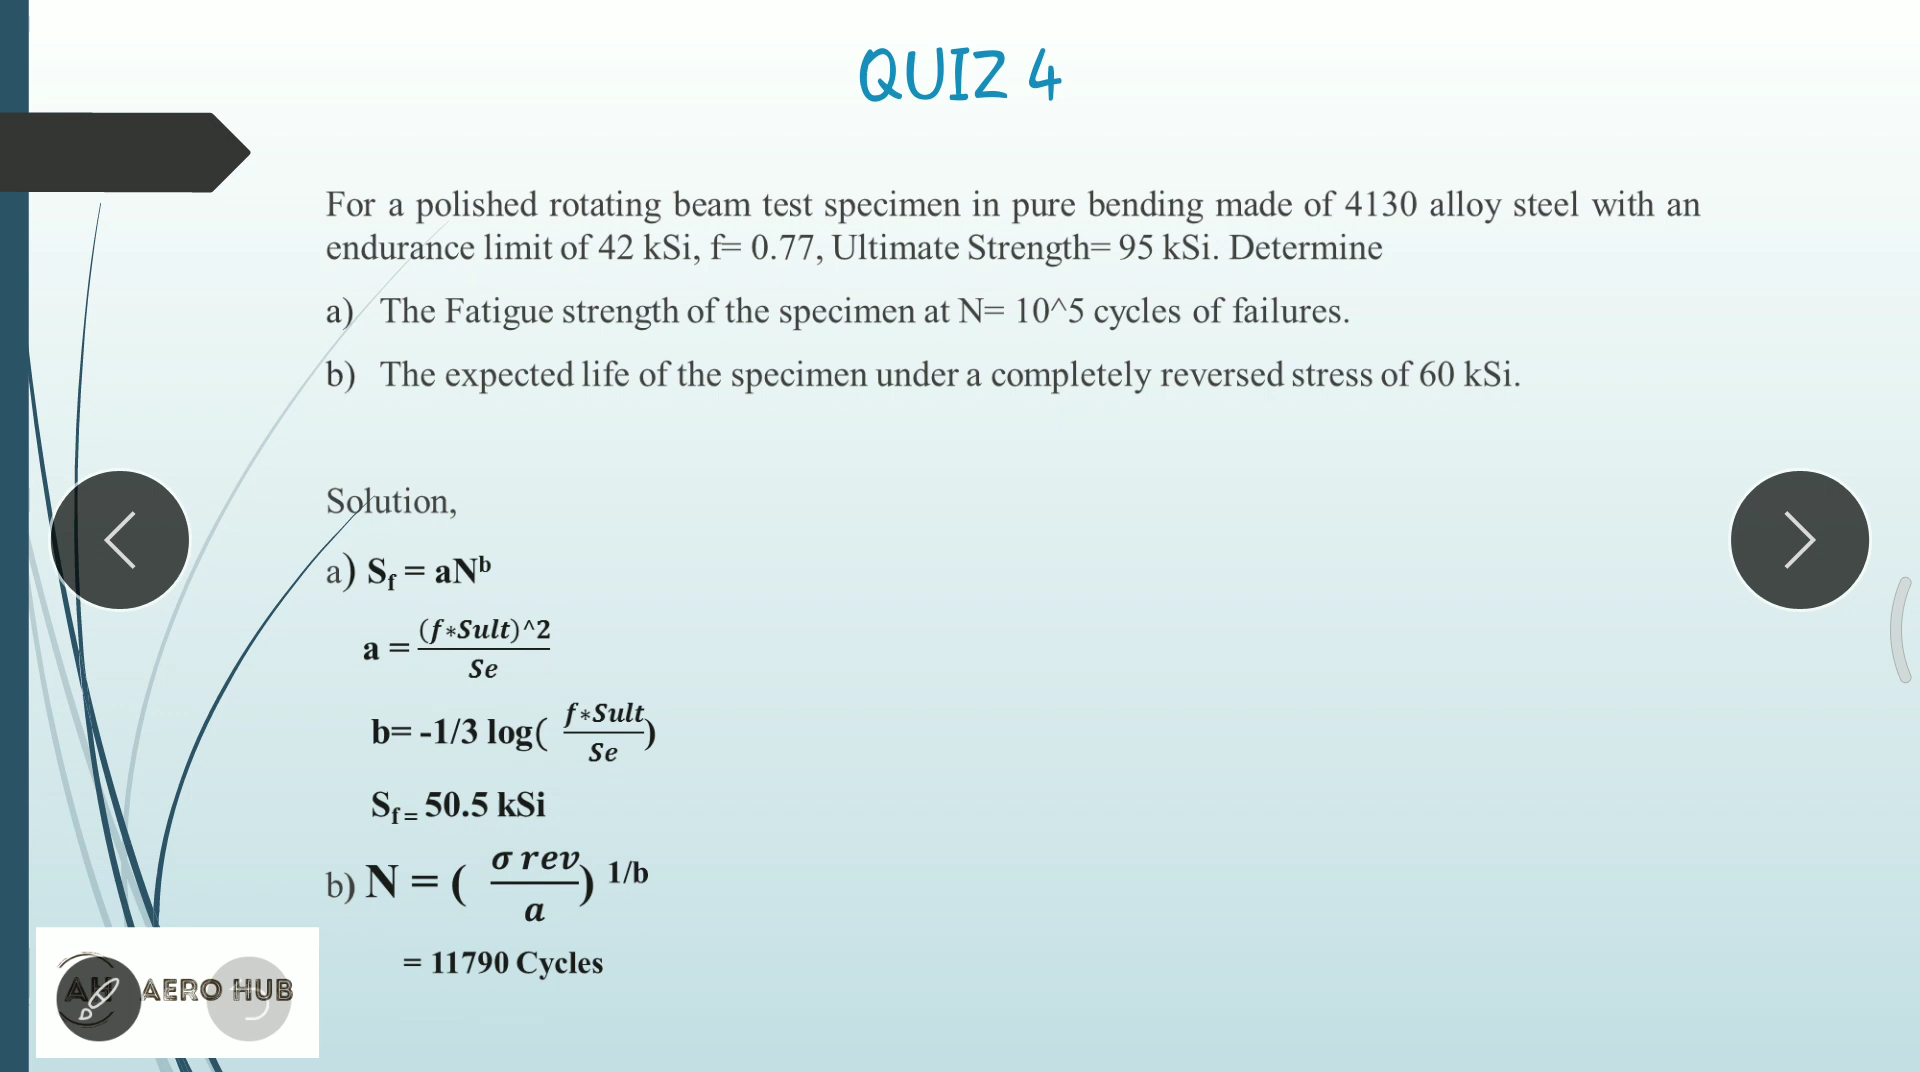 QUIZ 4
For a polished rotating beam test specimen in pure bending made of 4130 alloy steel with an
endurance limit of 42 kSi, f= 0.77, Ultimate Strength= 95 kSi. Determine
a) The Fatigue strength of the specimen at N= 10^5 cycles of failures.
b) The expected life of the specimen under a completely reversed stress of 60 kSi.
Solution,
a) S_f = aN^b
a = (f*Sult)^2 / Se
b= -1/3 log( f*Sult / Se )
S_f = 50.5 kSi
b) N = ( σ rev / a ) ^1/b
= 11790 Cycles
AH AERO HUB